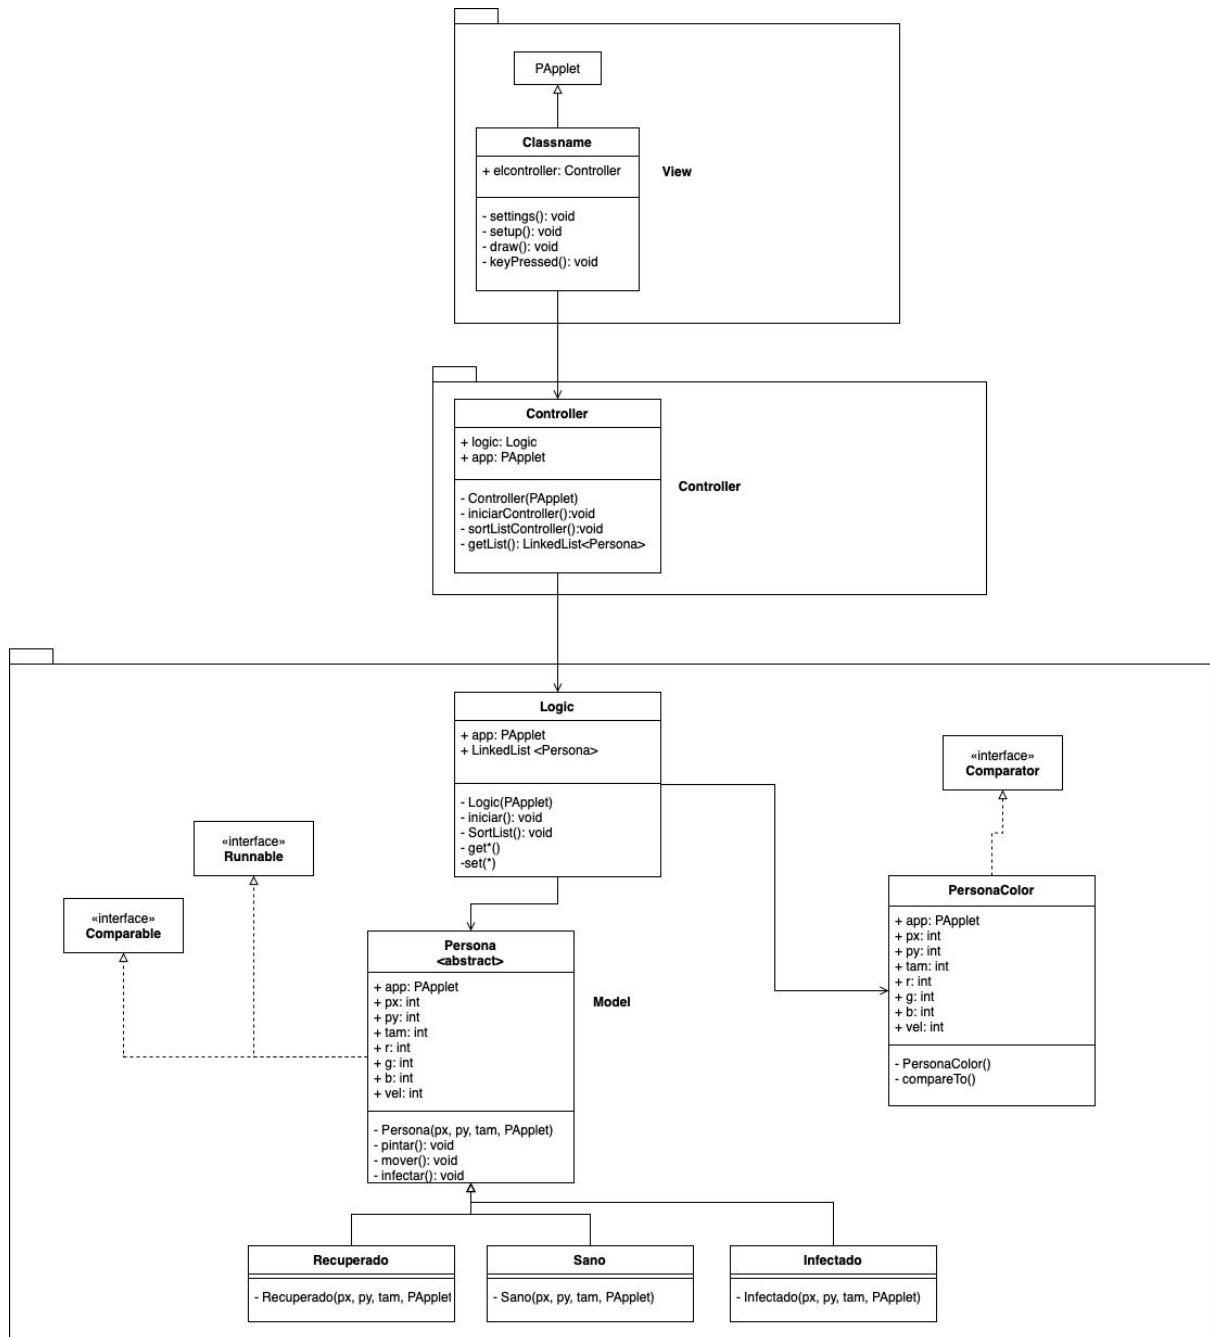 PApplet
Classname
+ elcontroller: Controller
View
- settings(): void
- setup(): void
- draw(): void
- keyPressed(): void
Controller
+ logic: Logic
+ app: PApplet
Controller
- Controller(PApplet)
- iniciarController():void
- sortListController():void
- getList(): LinkedList<Persona>
Logic
+ app: PApplet
+ LinkedList <Persona>
- Logic(PApplet)
- iniciar(): void
- SortList(): void
- get*()
-set(*)
«interface»
Comparator
«interface»
Runnable
«interface»
Comparable
PersonaColor
+ app: PApplet
+ px: int
+ py: int
+ tam: int
+ r: int
+ g: int
+ b: int
+ vel: int
- PersonaColor()
- compareTo()
Persona
<abstract>
+ app: PApplet
+ px: int
+ py: int
+ tam: int
+ r: int
+ g: int
+ b: int
+ vel: int
Model
- Persona(px, py, tam, PApplet)
- pintar(): void
- mover(): void
- infectar(): void
Recuperado
- Recuperado(px, py, tam, PApplet
Sano
- Sano(px, py, tam, PApplet)
Infectado
- Infectado(px, py, tam, PApplet)